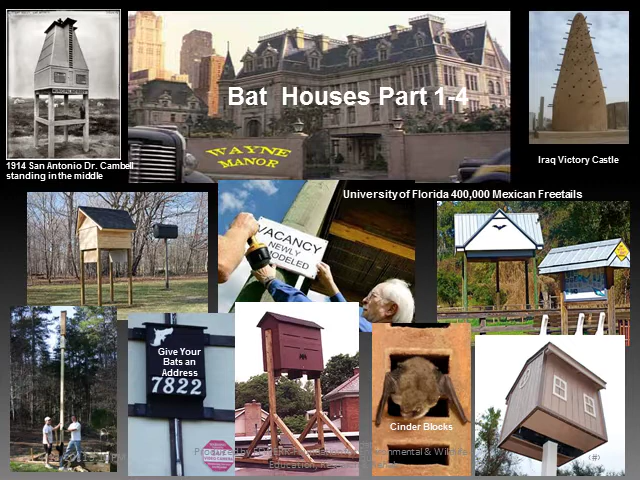 Bat  Houses Part 1-4
WAYNE
MANOR
1914 San Antonio Dr. Cambell
standing in the middle
Iraq Victory Castle
University of Florida 400,000 Mexican Freetails
VACANCY
NEWLY
Give Your
Bats an
Address
7822
Cinder Blocks
(#)